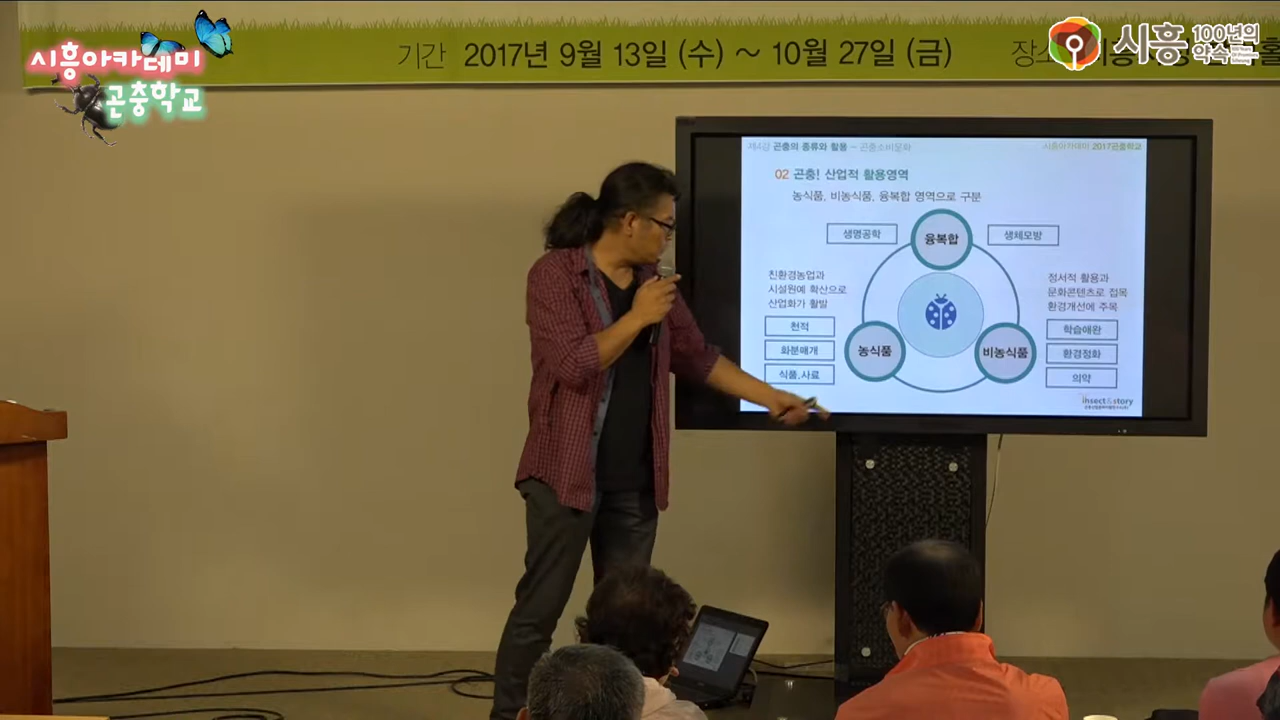 시흥아카데미
곤충학교
기간 2017년 9월 13일 (수) ~ 10월 27일 (금)
시흥 100년의
약속
제4강 곤충의 종류와 활용 - 곤충소비문화
시흥아카데미 2017곤충학교
02 곤충! 산업적 활용영역
농식품, 비농식품, 융복합 영역으로 구분
생명공학
융복합
생체모방
친환경농업과
시설원예 확산으로
산업화가 활발
천적
화분매개
식품.사료
농식품
비농식품
정서적 활용과
문화콘텐츠로 접목
환경개선에 주목
학습애완
환경정화
의약
insect&story